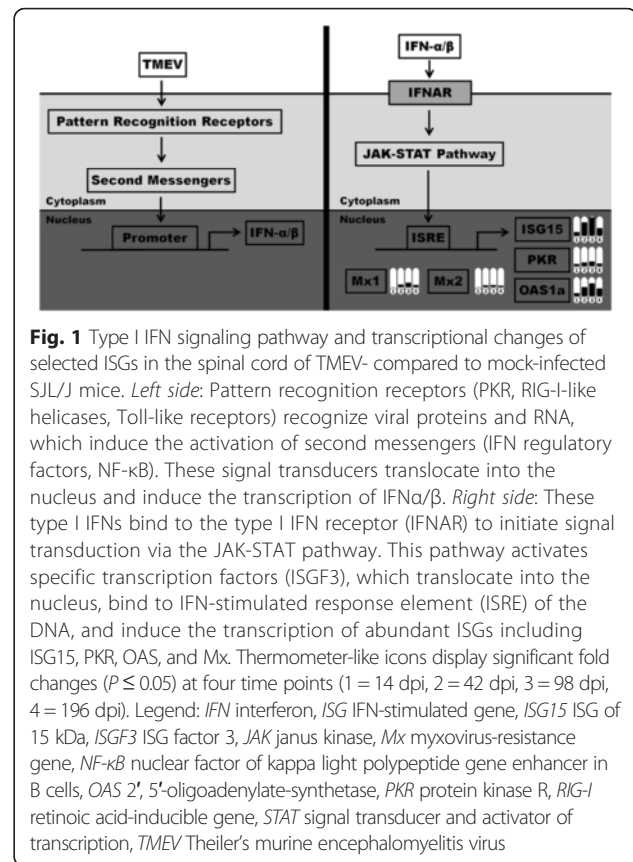 TMEV
Pattern Recognition Receptors
Second Messengers
Cytoplasm
Nucleus
Promoter
IFN-α/β
IFN-α/β
IFNAR
JAK-STAT Pathway
Cytoplasm
Nucleus
ISRE
ISG15
PKR
OAS1a
Mx1
Mx2
Fig. 1 Type I IFN signaling pathway and transcriptional changes of
selected ISGs in the spinal cord of TMEV- compared to mock-infected
SJL/J mice. Left side: Pattern recognition receptors (PKR, RIG-I-like
helicases, Toll-like receptors) recognize viral proteins and RNA,
which induce the activation of second messengers (IFN regulatory
factors, NF-κB). These signal transducers translocate into the
nucleus and induce the transcription of IFNα/β. Right side: These
type I IFNs bind to the type I IFN receptor (IFNAR) to initiate signal
transduction via the JAK-STAT pathway. This pathway activates
specific transcription factors (ISGF3), which translocate into the
nucleus, bind to IFN-stimulated response element (ISRE) of the
DNA, and induce the transcription of abundant ISGs including
ISG15, PKR, OAS, and Mx. Thermometer-like icons display significant fold
changes (P ≤ 0.05) at four time points (1 = 14 dpi, 2 = 42 dpi, 3 = 98 dpi,
4 = 196 dpi). Legend: IFN interferon, ISG IFN-stimulated gene, ISG15 ISG of
15 kDa, ISGF3 ISG factor 3, JAK janus kinase, Mx myxovirus-resistance
gene, NF-κB nuclear factor of kappa light polypeptide gene enhancer in
B cells, OAS 2′, 5′-oligoadenylate-synthetase, PKR protein kinase R, RIG-I
retinoic acid-inducible gene, STAT signal transducer and activator of
transcription, TMEV Theiler's murine encephalomyelitis virus